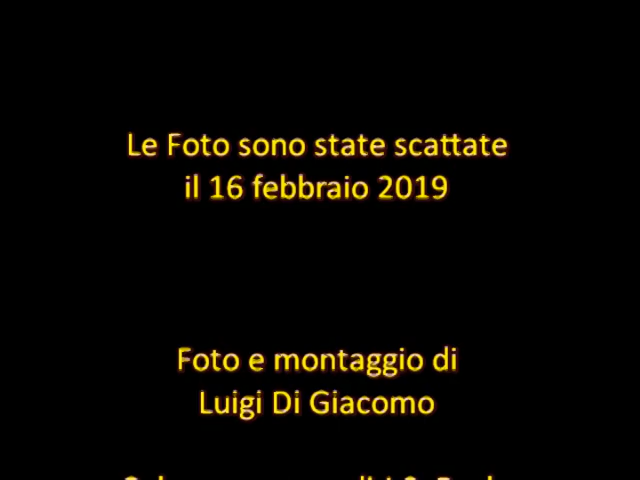 Le Foto sono state scattate
il 16 febbraio 2019
Foto e montaggio di
Luigi Di Giacomo